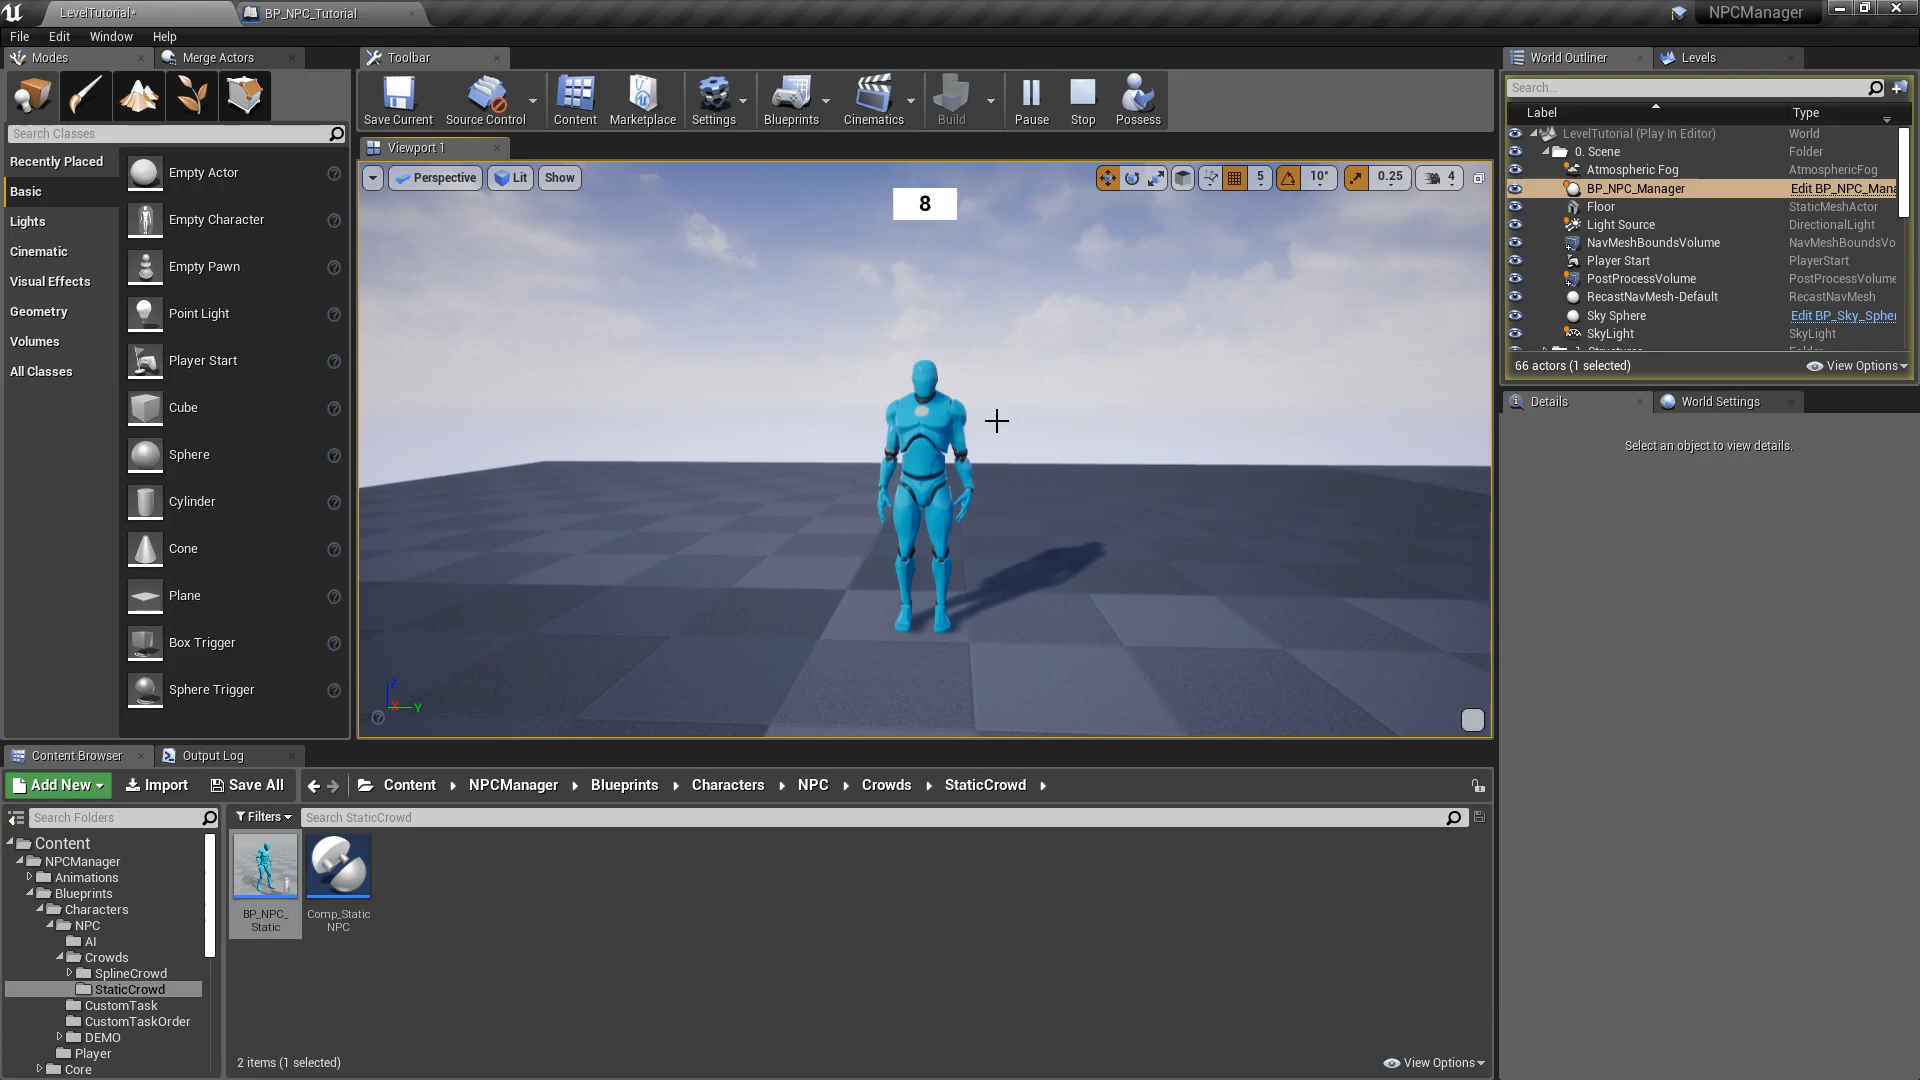 LevelTutorial*
BP_NPC_Tutorial
NPCManager
File
Edit
Window
Help
Modes
Merge Actors
Search Classes
Recently Placed
Basic
Lights
Cinematic
Visual Effects
Geometry
Volumes
All Classes
Empty Actor
Empty Character
Empty Pawn
Point Light
Player Start
Cube
Sphere
Cylinder
Cone
Plane
Box Trigger
Sphere Trigger
Toolbar
Save Current
Source Control
Content
Marketplace
Settings
Blueprints
Cinematics
Build
Pause
Stop
Possess
Viewport 1
Perspective
Lit
Show
5
10°
0.25
4
8
Z
X
Y
World Outliner
Levels
Search...
Label
Type
LevelTutorial (Play In Editor)
World
0. Scene
Folder
Atmospheric Fog
AtmosphericFog
BP_NPC_Manager
Edit BP_NPC_Mana
Floor
StaticMeshActor
Light Source
DirectionalLight
NavMeshBoundsVolume
NavMeshBoundsVo
Player Start
PlayerStart
PostProcessVolume
PostProcessVolume
RecastNavMesh-Default
RecastNavMesh
Sky Sphere
Edit BP_Sky_Spher
SkyLight
SkyLight
66 actors (1 selected)
View Options
Details
World Settings
Select an object to view details.
Content Browser
Output Log
Add New
Import
Save All
Content
NPCManager
Blueprints
Characters
NPC
Crowds
StaticCrowd
Search Folders
Filters
Search StaticCrowd
Content
NPCManager
Animations
Blueprints
Characters
NPC
AI
Crowds
SplineCrowd
StaticCrowd
CustomTask
CustomTaskOrder
DEMO
Player
Core
BP_NPC_
Static
Comp_Static
NPC
2 items (1 selected)
View Options